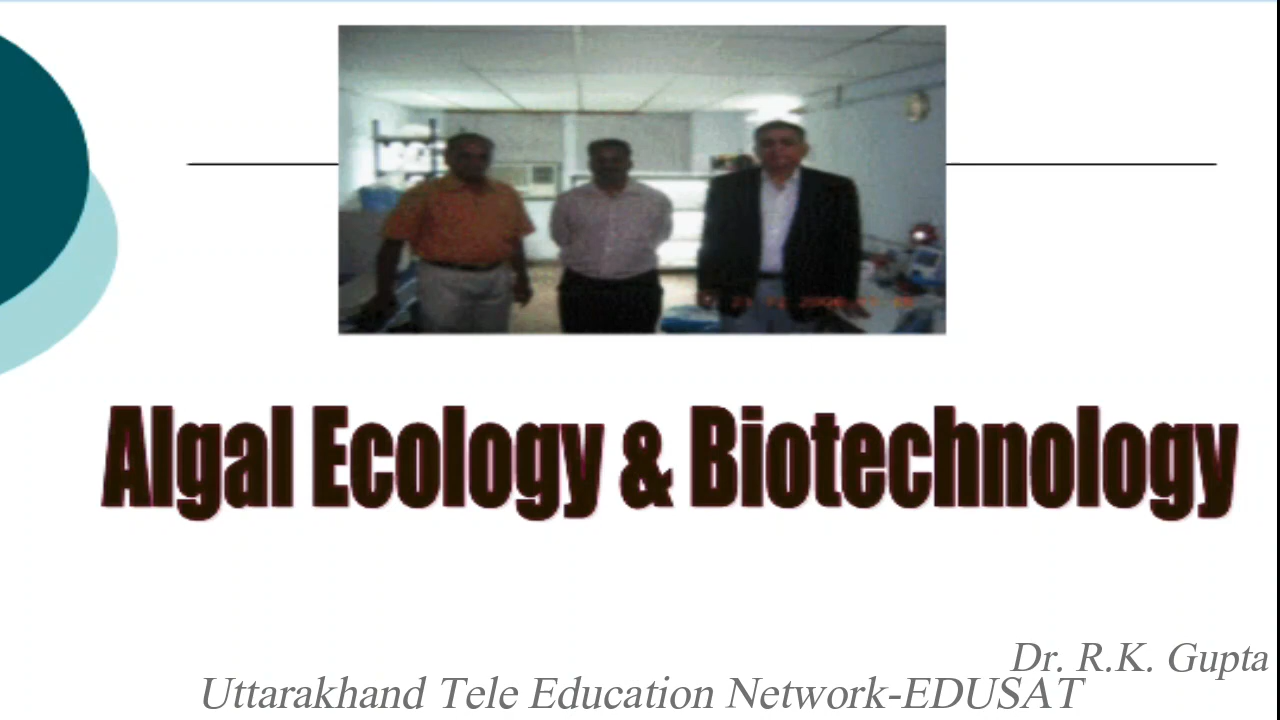 Algal Ecology & Biotechnology
Dr. R.K. Gupta
Uttarakhand Tele Education Network-EDUSAT